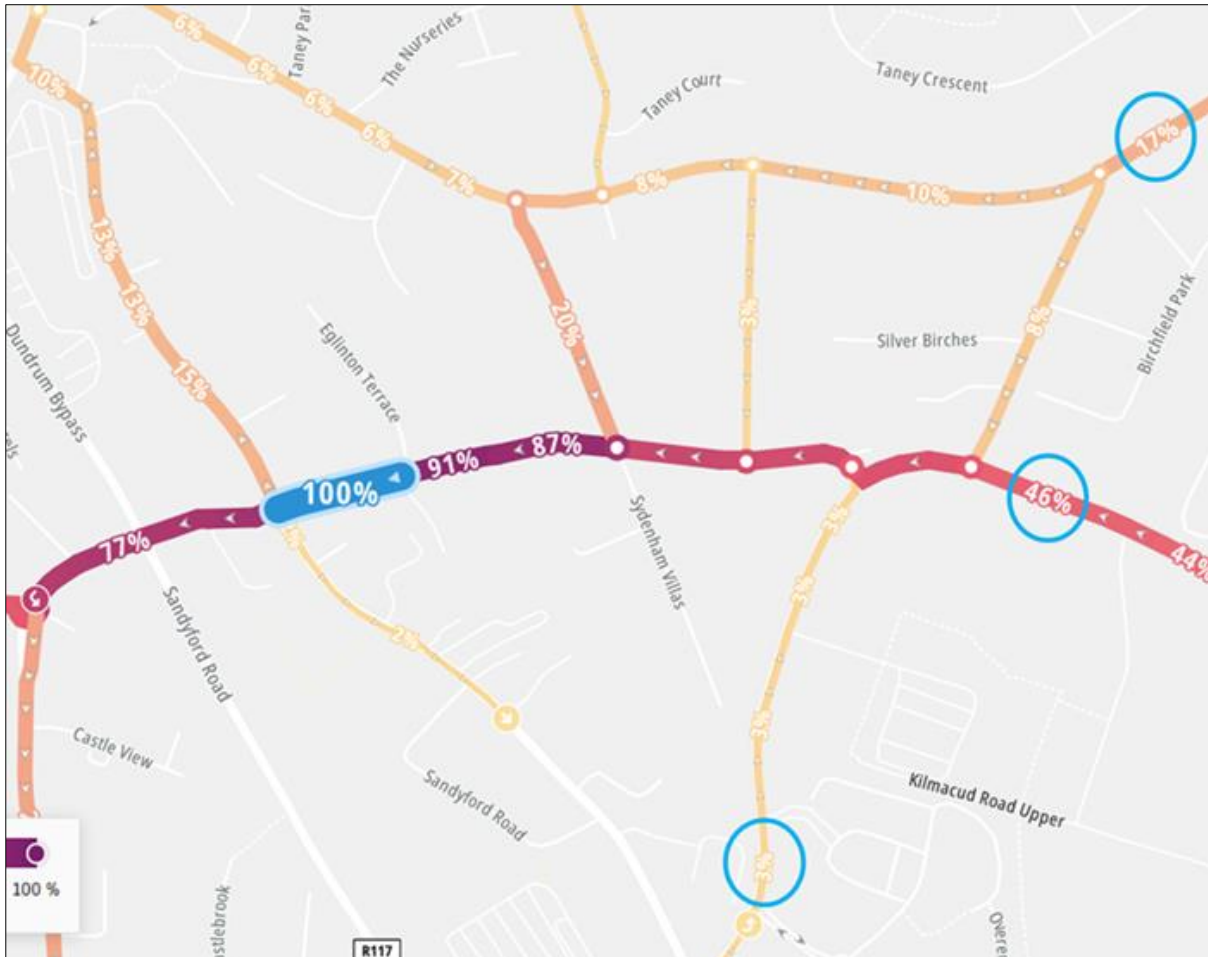 6%
Taney Par
The Nurseries
10%
6%
Taney Court
Taney Crescent
6%
6%
17%
7%
8%
10%
13%
3%
8%
20%
13%
Silver Birches
Birchfield Park
Dundrum Bypass
Eglinton Terrace
15%
87%
91%
100%
46%
3%
44%
77%
Sydenham Villas
3%
Sandyford Road
2%
3%
Castle View
Sandyford Road
Kilmacud Road Upper
3%
100 %
stlebrook
Overe
R117